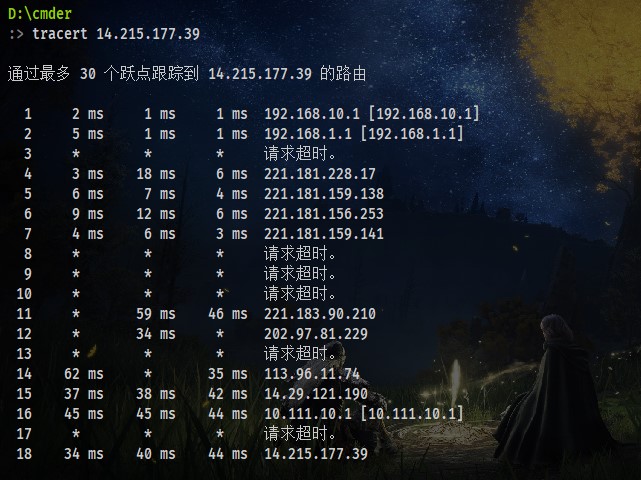 D:\cmder
:> tracert 14.215.177.39
通过最多 30 个跃点跟踪到 14.215.177.39 的路由
1 2 ms 1 ms 1 ms 192.168.10.1 [192.168.10.1]
2 5 ms 1 ms 1 ms 192.168.1.1 [192.168.1.1]
3 * * * 请求超时。
4 3 ms 18 ms 6 ms 221.181.228.17
5 6 ms 7 ms 4 ms 221.181.159.138
6 9 ms 12 ms 6 ms 221.181.156.253
7 4 ms 6 ms 3 ms 221.181.159.141
8 * * * 请求超时。
9 * * * 请求超时。
10 * * * 请求超时。
11 * 59 ms 46 ms 221.183.90.210
12 * 34 ms * 202.97.81.229
13 * * * 请求超时。
14 62 ms * 35 ms 113.96.11.74
15 37 ms 38 ms 42 ms 14.29.121.190
16 45 ms 45 ms 44 ms 10.111.10.1 [10.111.10.1]
17 * * * 请求超时。
18 34 ms 40 ms 44 ms 14.215.177.39